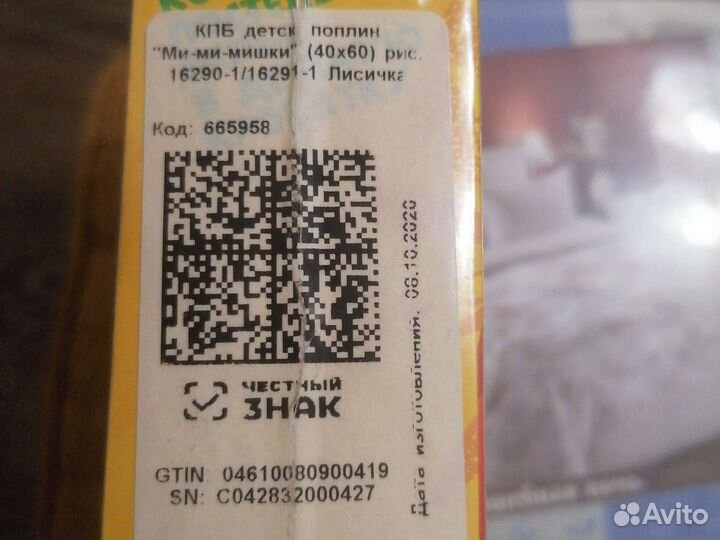 КПБ детск. поплин
"Ми-ми-мишки" (40х60) рис.
16290-1/16291-1 Лисичка
Код: 665958
ЧЕСТНЫЙ
ЗНАК
GTIN: 04610080900419
SN: C042832000427
Дата изготовления: 06.10.2020
Avito